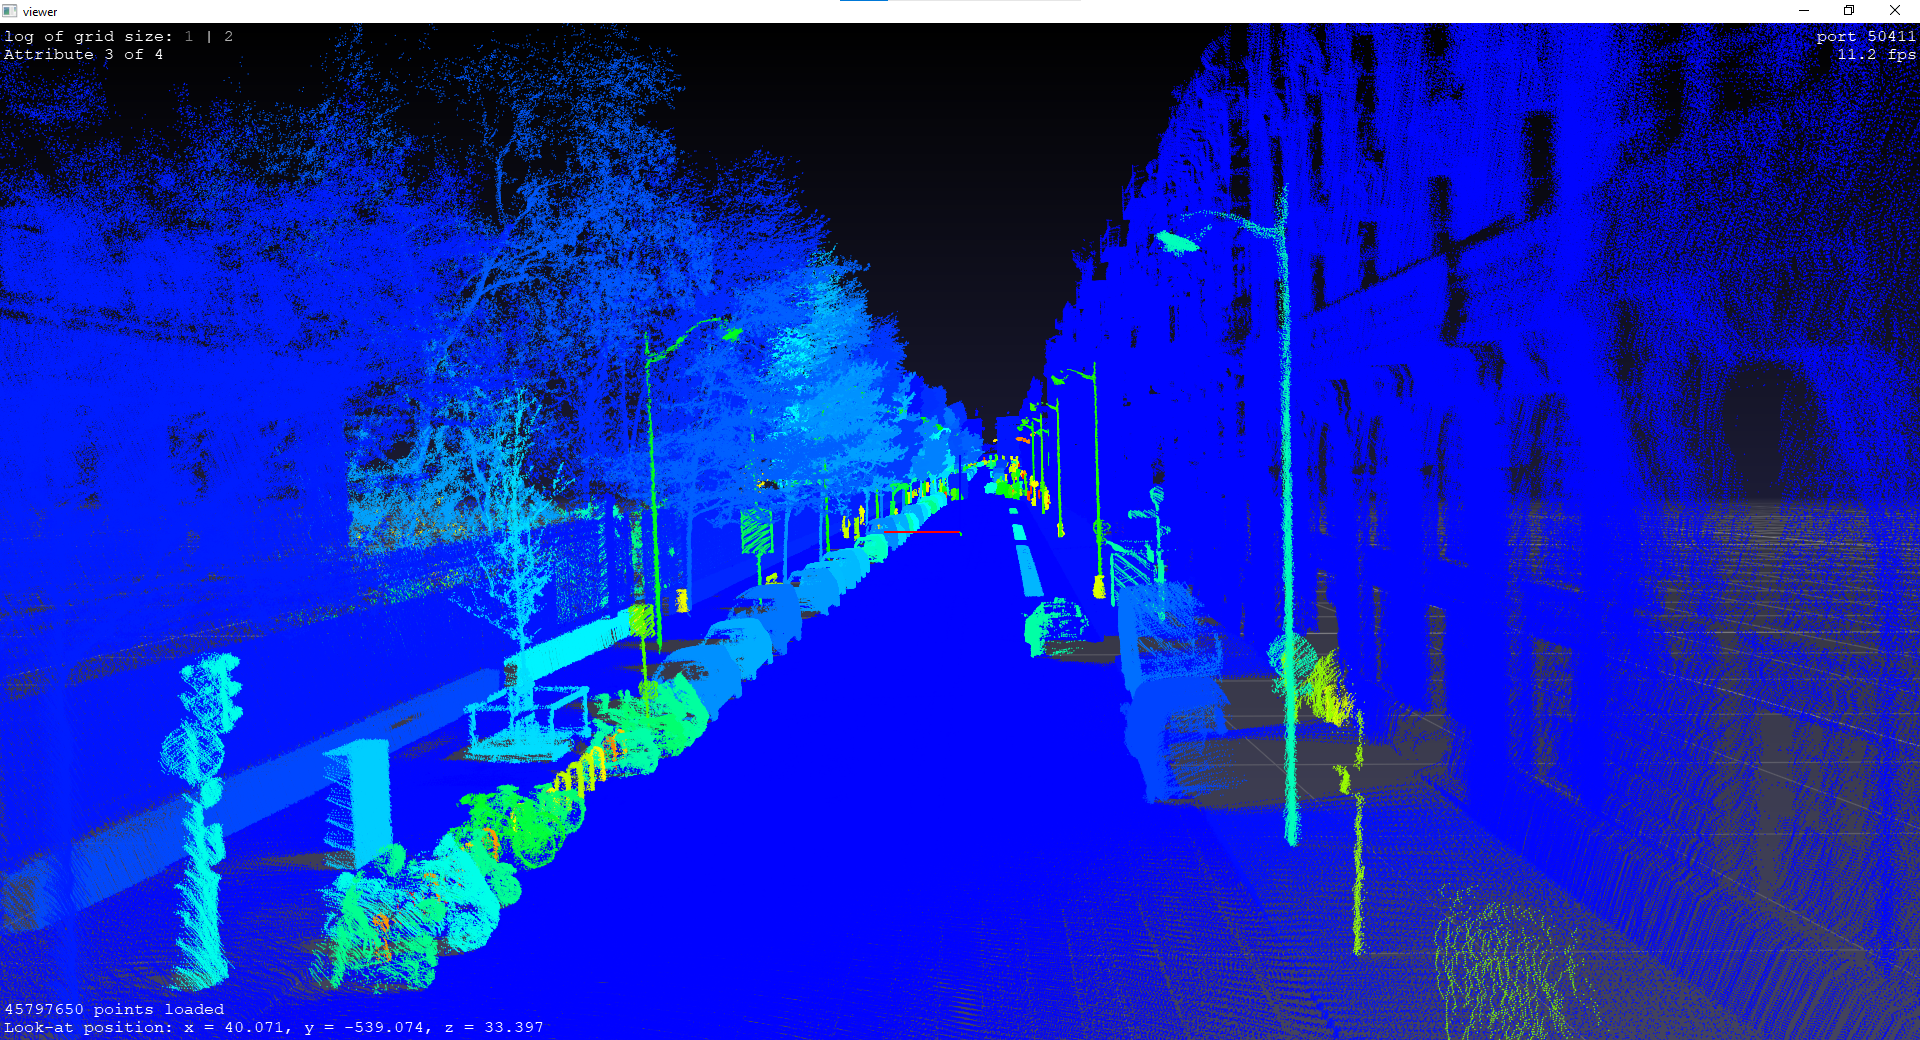 viewer
log of grid size: 1 | 2
Attribute 3 of 4
port 50411
11.2 fps
45797650 points loaded
Look-at position: x = 40.071, y = -539.074, z = 33.397